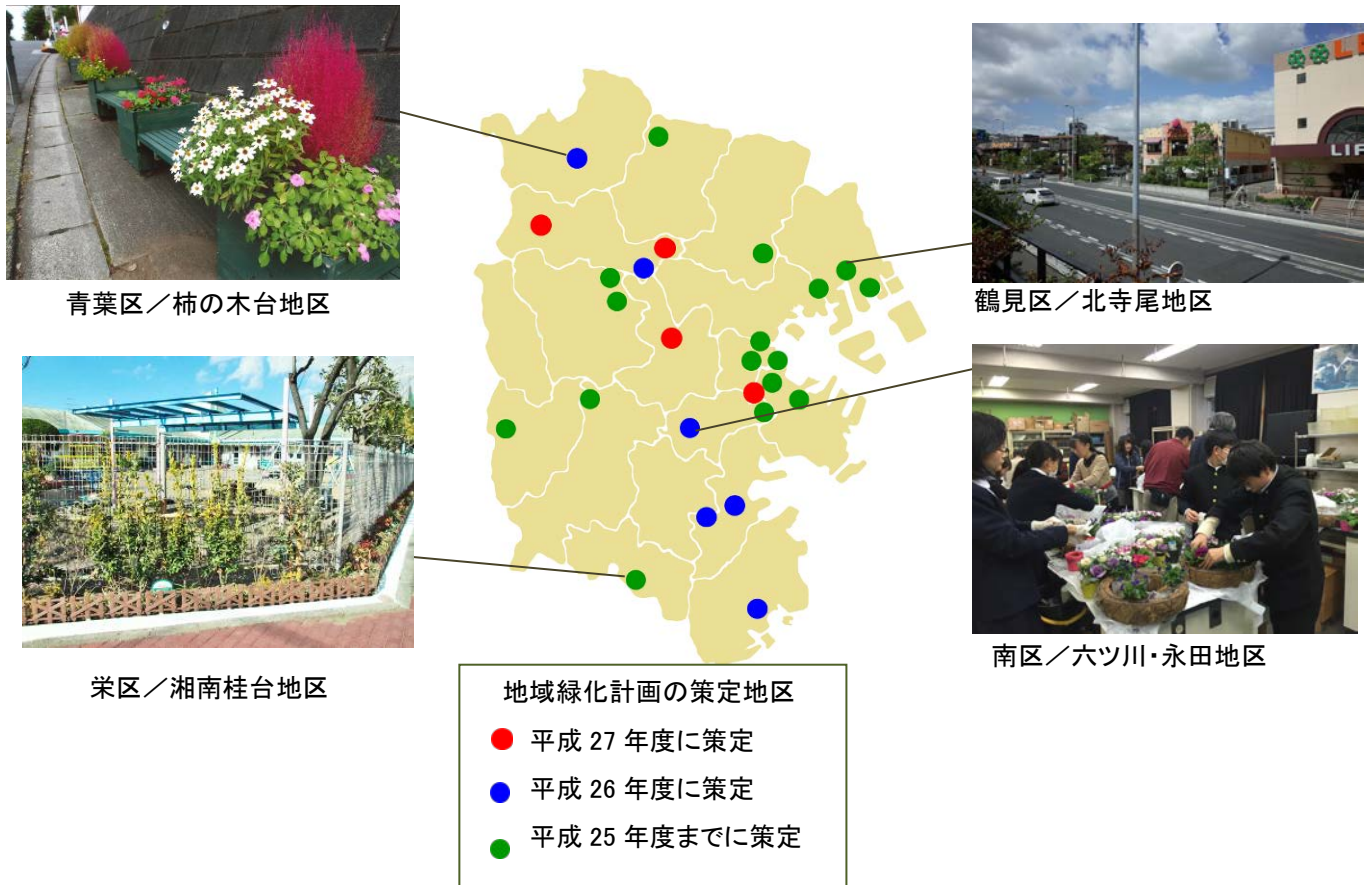 青葉区／柿の木台地区
鶴見区／北寺尾地区
LIF
栄区／湘南桂台地区
南区／六ツ川・永田地区
地域緑化計画の策定地区
平成 27 年度に策定
平成 26 年度に策定
平成 25 年度までに策定